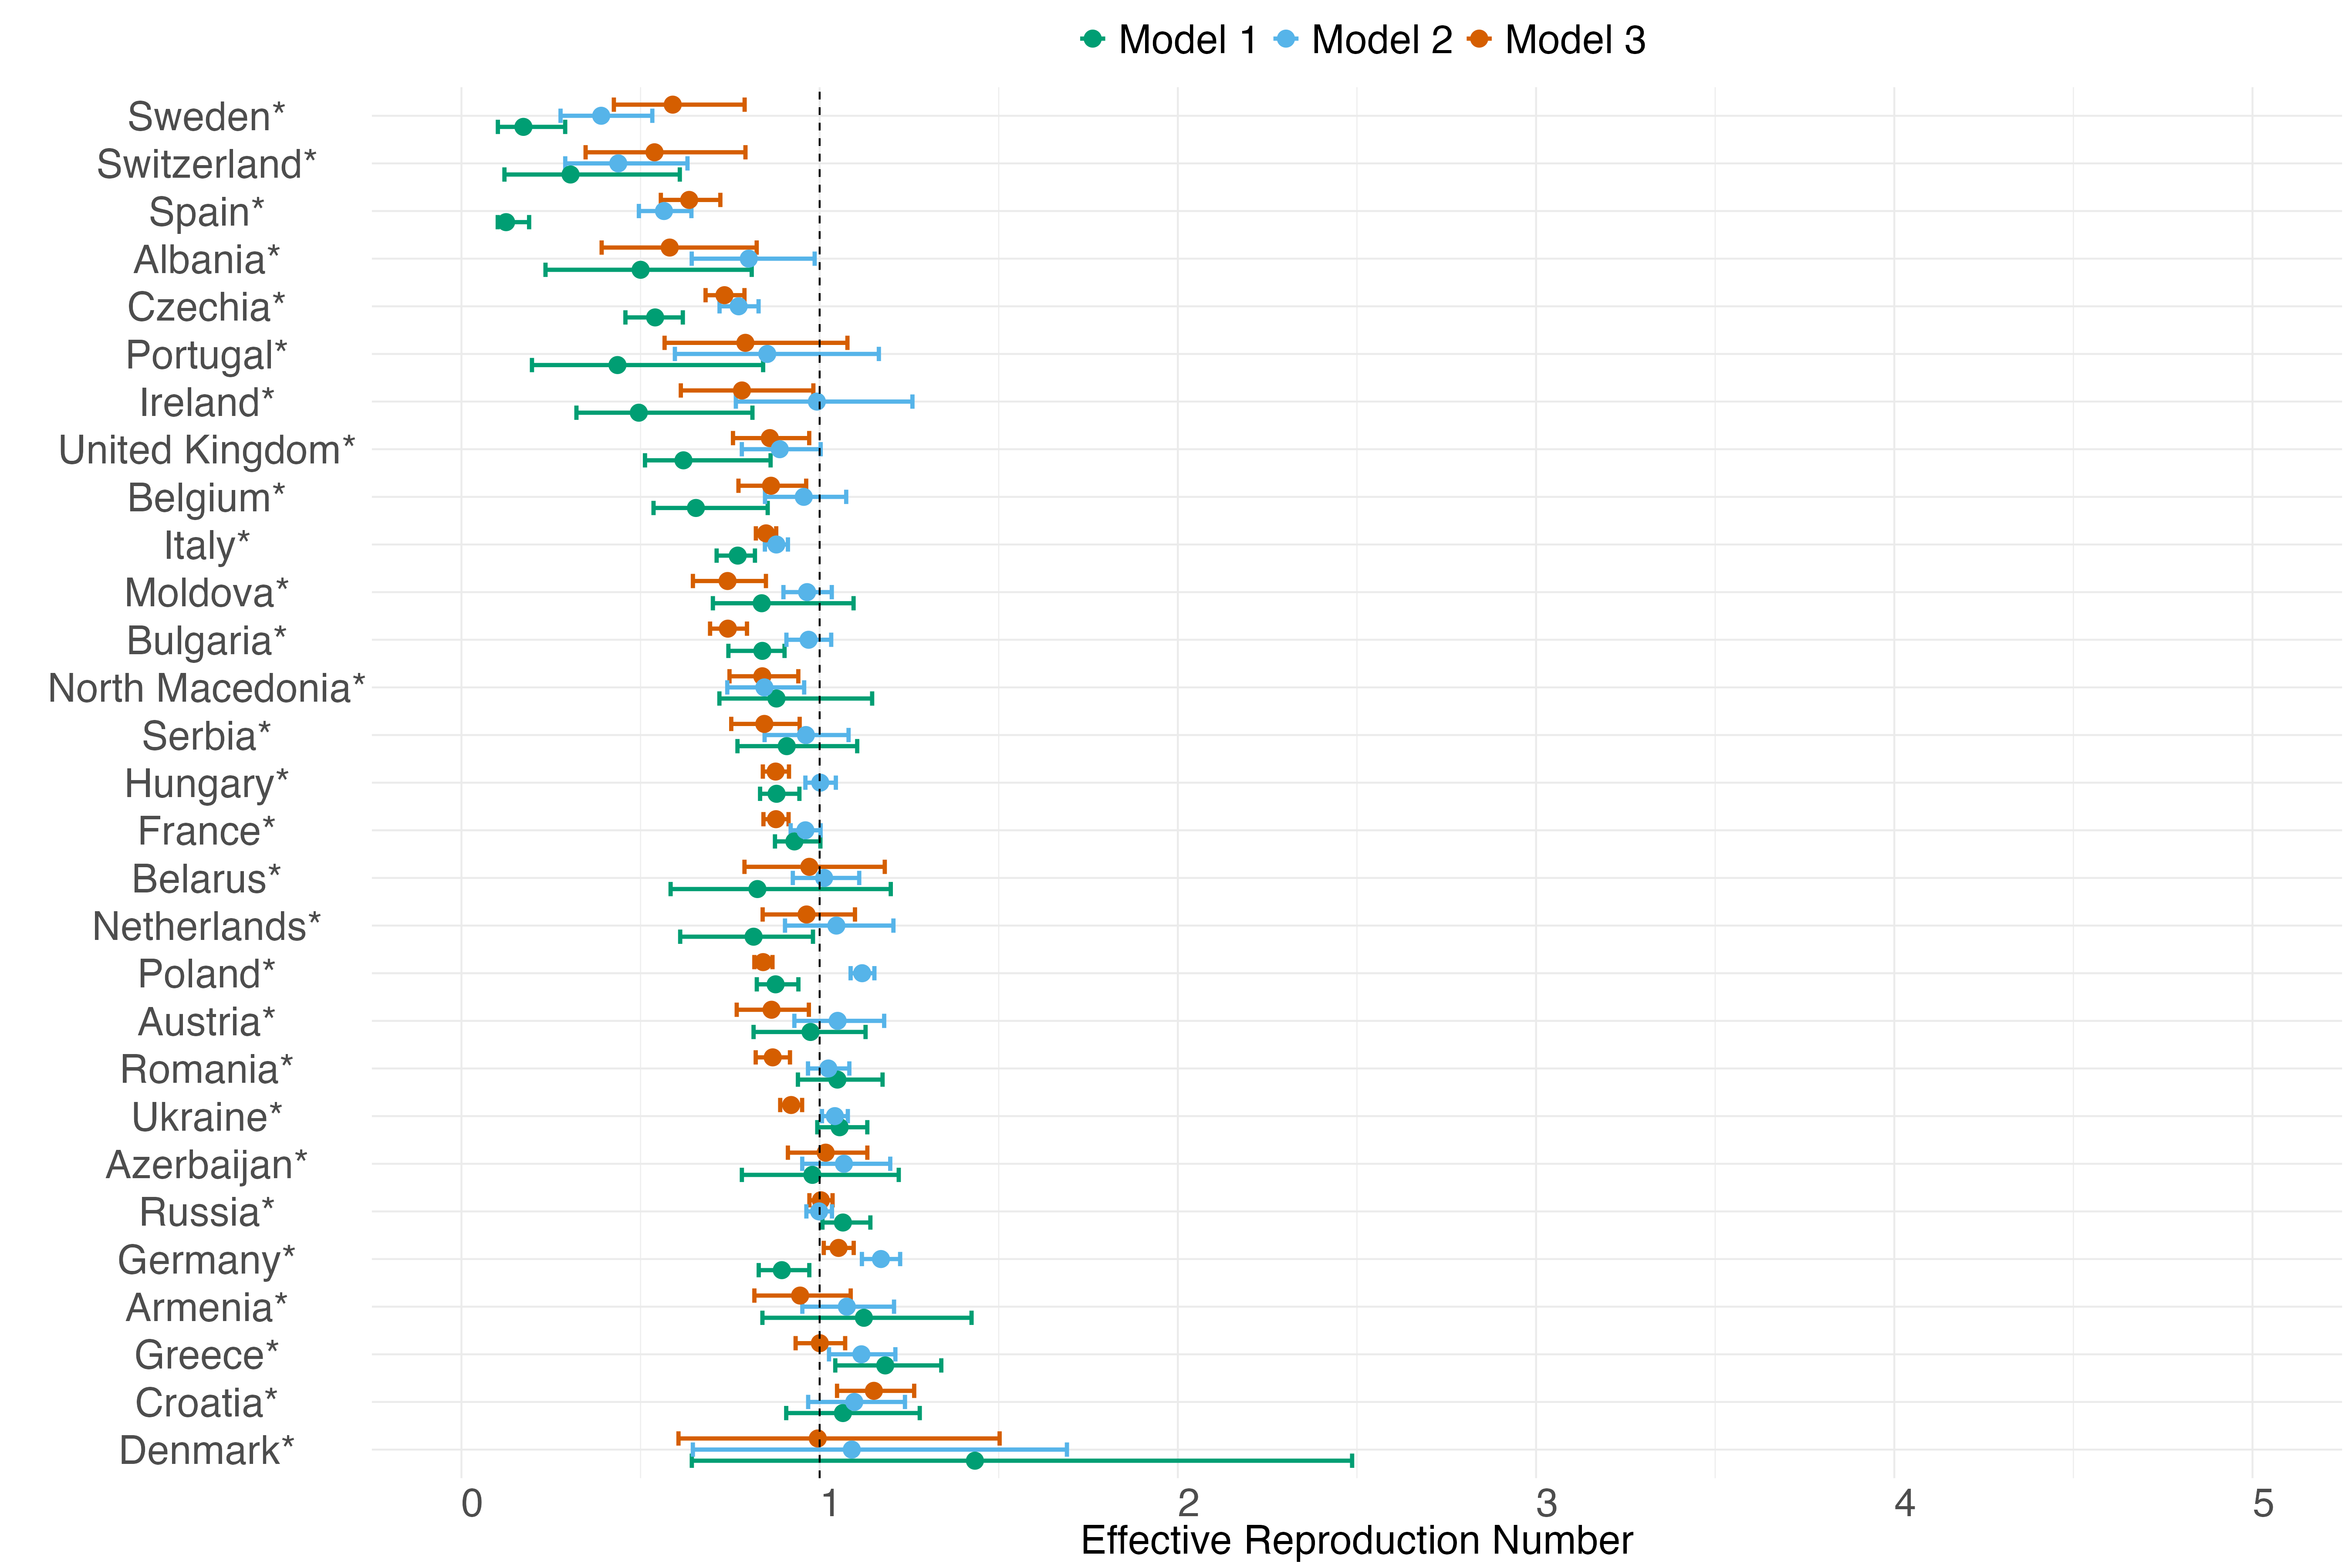 Model 1 Model 2 Model 3
Sweden*
Switzerland*
Spain*
Albania*
Czechia*
Portugal*
Ireland*
United Kingdom*
Belgium*
Italy*
Moldova*
Bulgaria*
North Macedonia*
Serbia*
Hungary*
France*
Belarus*
Netherlands*
Poland*
Austria*
Romania*
Ukraine*
Azerbaijan*
Russia*
Germany*
Armenia*
Greece*
Croatia*
Denmark*
0 1 2 3 4 5
Effective Reproduction Number